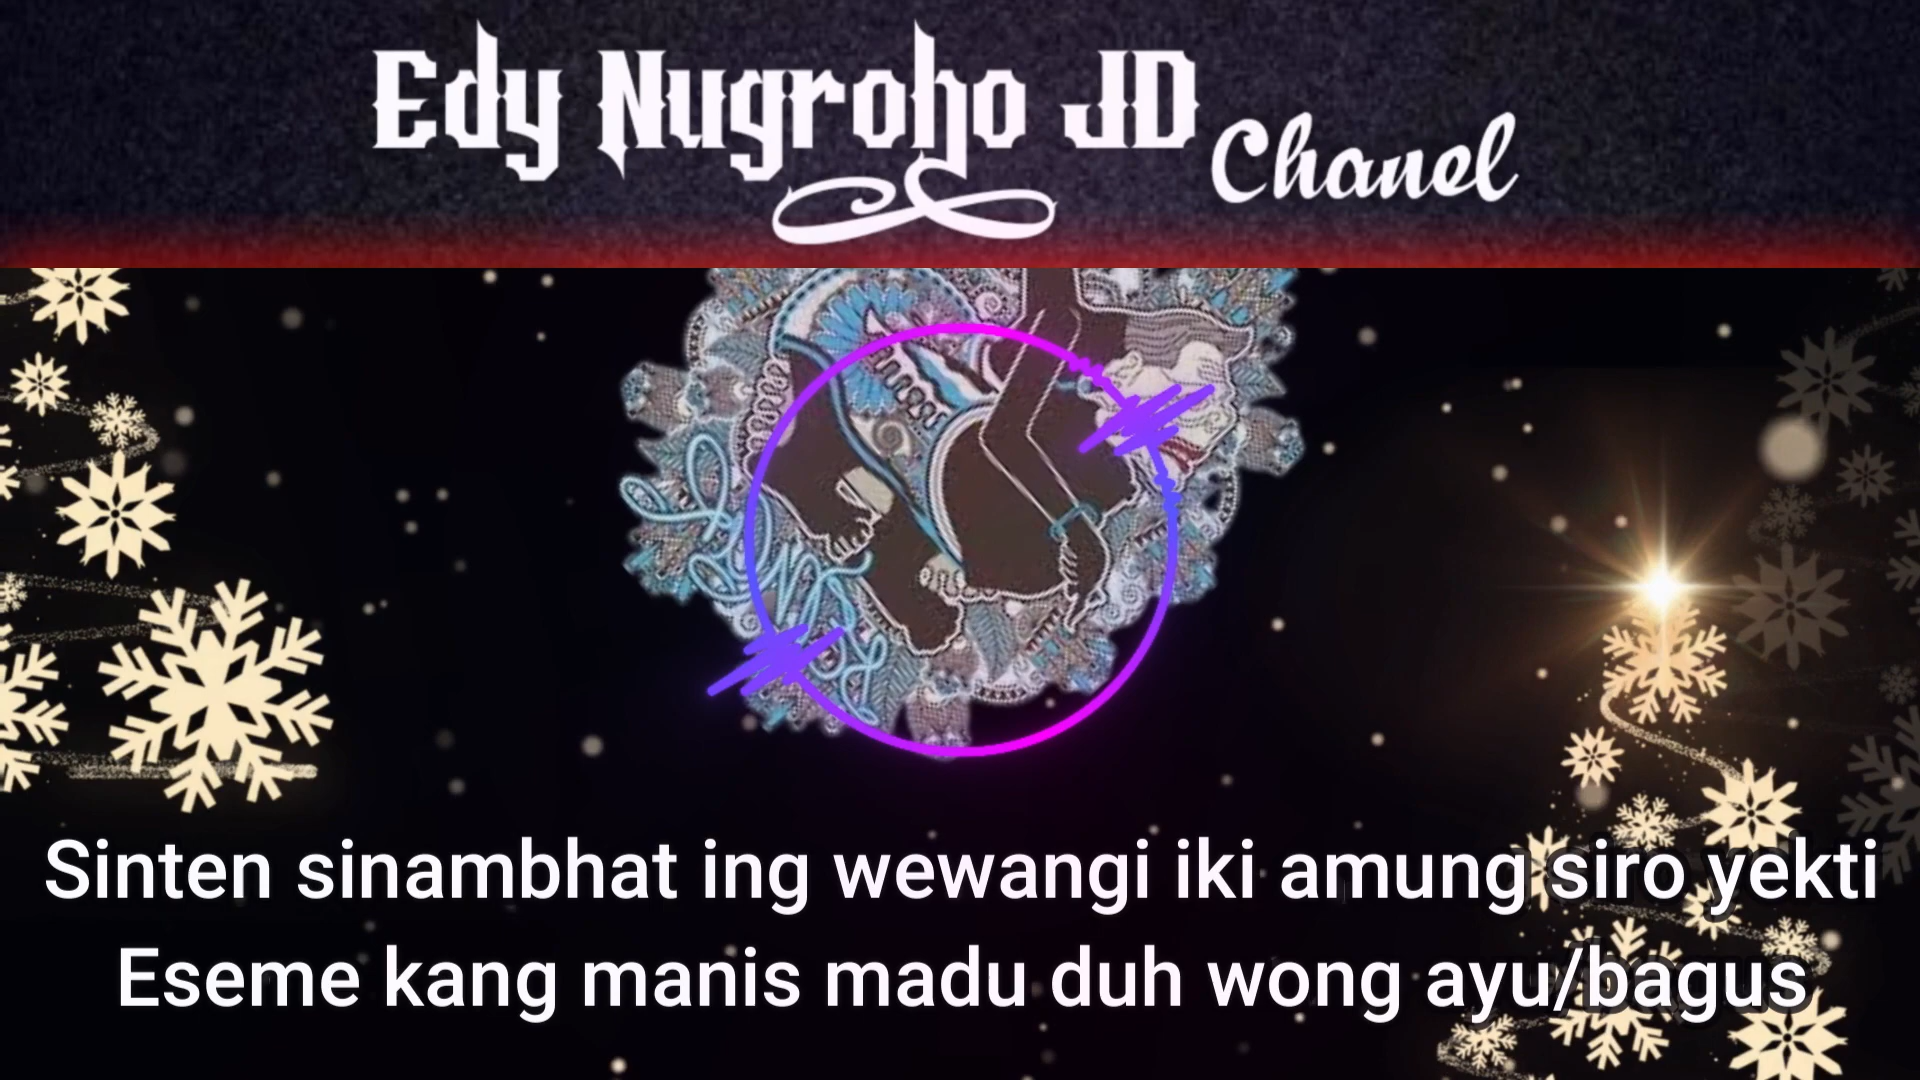 Edy Nugroho JD Chanel
Sinten sinambhat ing wewangi iki amung siro yekti
Eseme kang manis madu duh wong ayu/bagus